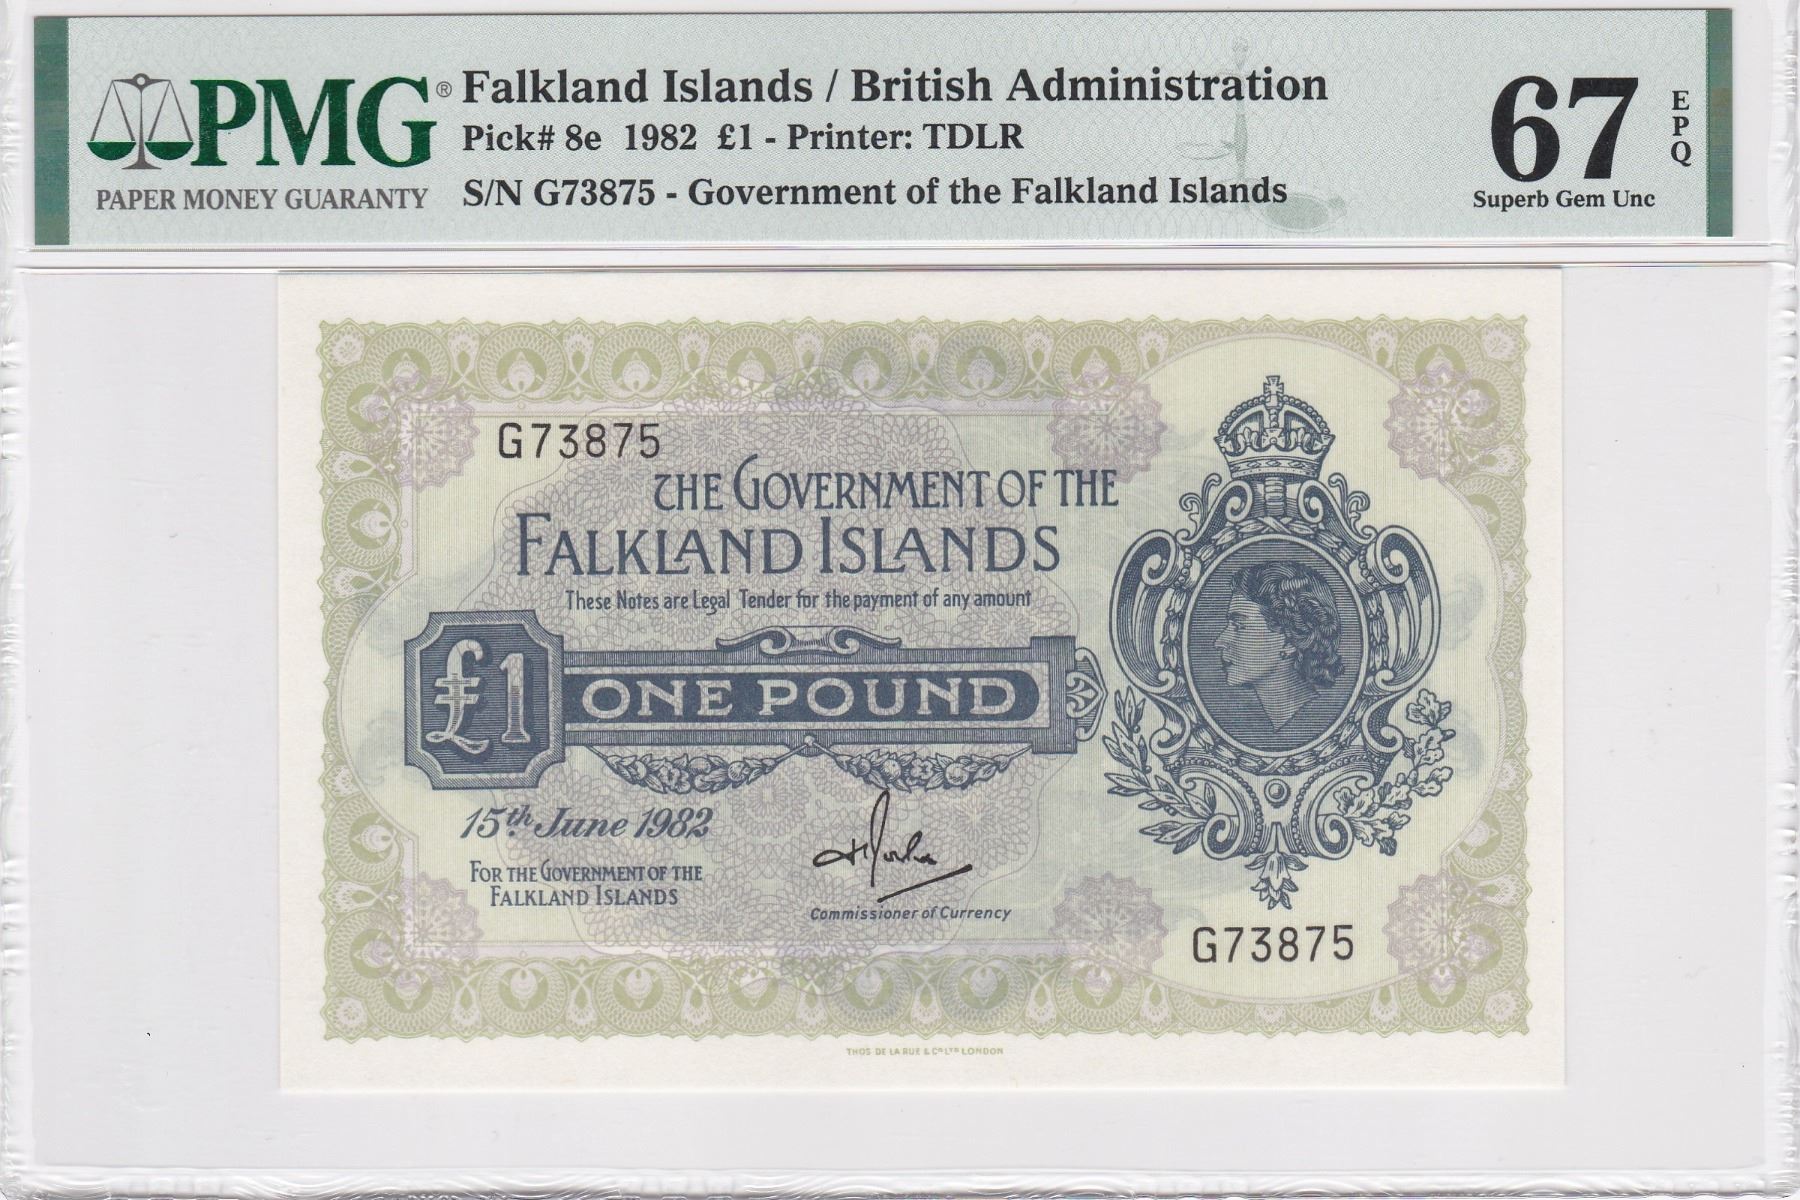 PMG®
PAPER MONEY GUARANTY
Falkland Islands / British Administration
Pick# 8e 1982 £1 - Printer: TDLR
S/N G73875 - Government of the Falkland Islands
67
EPQ
Superb Gem Unc
G73875
THE GOVERNMENT OF THE
FALKLAND ISLANDS
These Notes are Legal Tender for the payment of any amount
£1
ONE POUND
15th June 1982
FOR THE GOVERNMENT OF THE
FALKLAND ISLANDS
Commissioner of Currency
G73875
THOS DE LA RUE & Co LTD LONDON